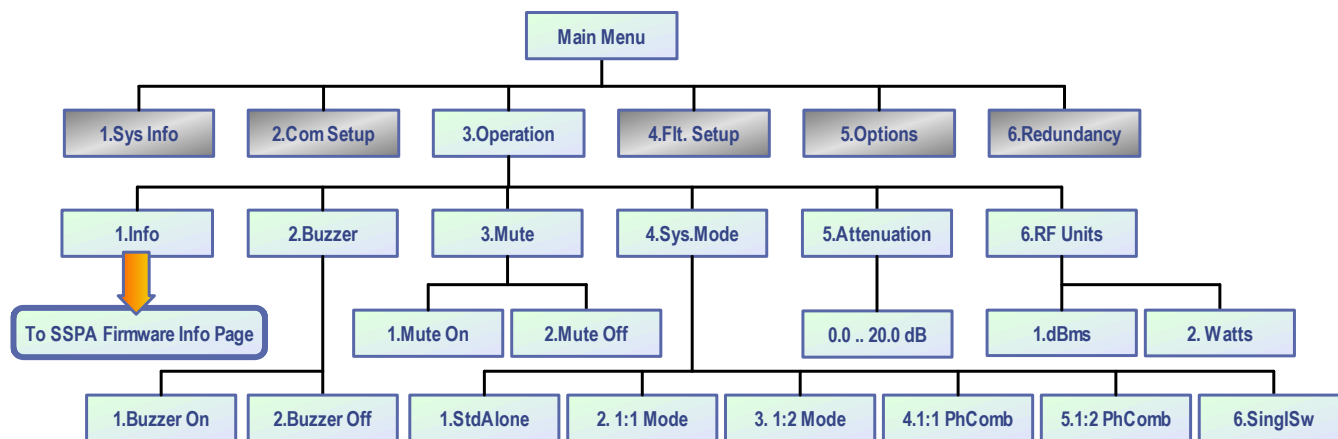 Main Menu
1.Sys Info
2.Com Setup
3.Operation
4.Flt. Setup
5.Options
6.Redundancy
1.Info
2.Buzzer
3.Mute
4.Sys.Mode
5.Attenuation
6.RF Units
To SSPA Firmware Info Page
1.Mute On
2.Mute Off
0.0 .. 20.0 dB
1.dBms
2. Watts
1.Buzzer On
2.Buzzer Off
1.StdAlone
2. 1:1 Mode
3. 1:2 Mode
4.1:1 PhComb
5.1:2 PhComb
6.SinglSw